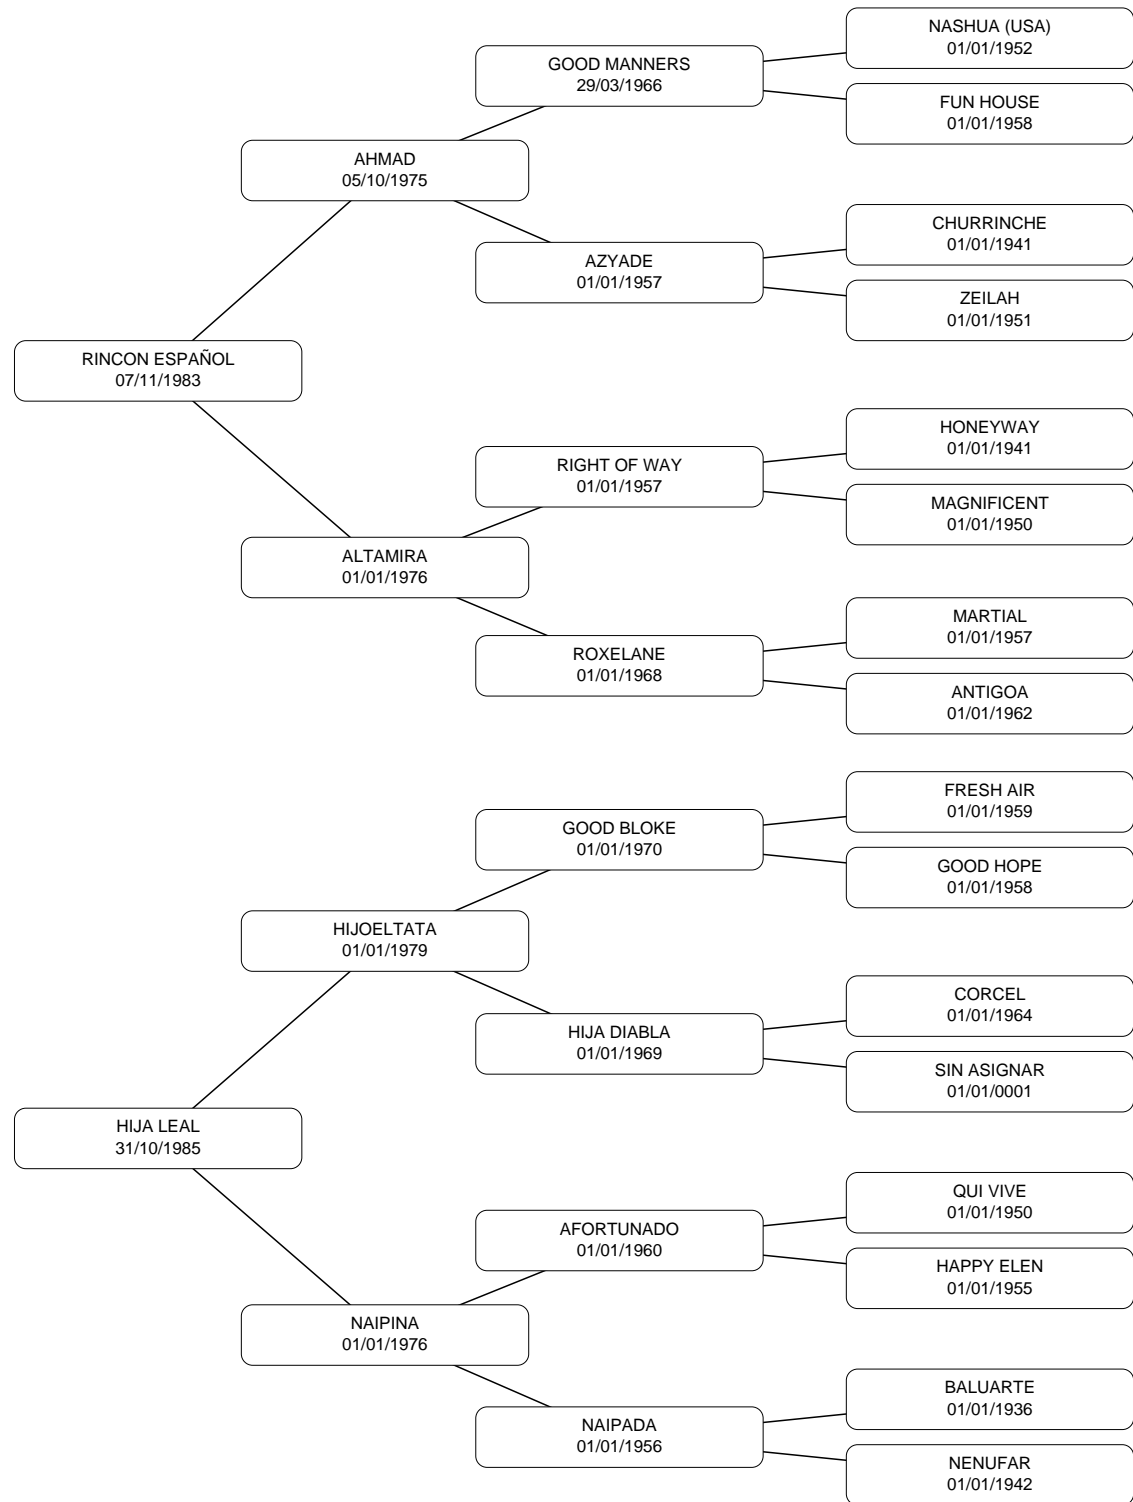 NASHUA (USA)
01/01/1952
GOOD MANNERS
29/03/1966
FUN HOUSE
01/01/1958
AHMAD
05/10/1975
CHURRINCHE
01/01/1941
AZYADE
01/01/1957
ZEILAH
01/01/1951
RINCON ESPAÑOL
07/11/1983
HONEYWAY
01/01/1941
RIGHT OF WAY
01/01/1957
MAGNIFICENT
01/01/1950
ALTAMIRA
01/01/1976
MARTIAL
01/01/1957
ROXELANE
01/01/1968
ANTIGOA
01/01/1962
FRESH AIR
01/01/1959
GOOD BLOKE
01/01/1970
GOOD HOPE
01/01/1958
HIJOELTATA
01/01/1979
CORCEL
01/01/1964
HIJA DIABLA
01/01/1969
SIN ASIGNAR
01/01/0001
HIJA LEAL
31/10/1985
QUI VIVE
01/01/1950
AFORTUNADO
01/01/1960
HAPPY ELEN
01/01/1955
NAIPINA
01/01/1976
BALUARTE
01/01/1936
NAIPADA
01/01/1956
NENUFAR
01/01/1942